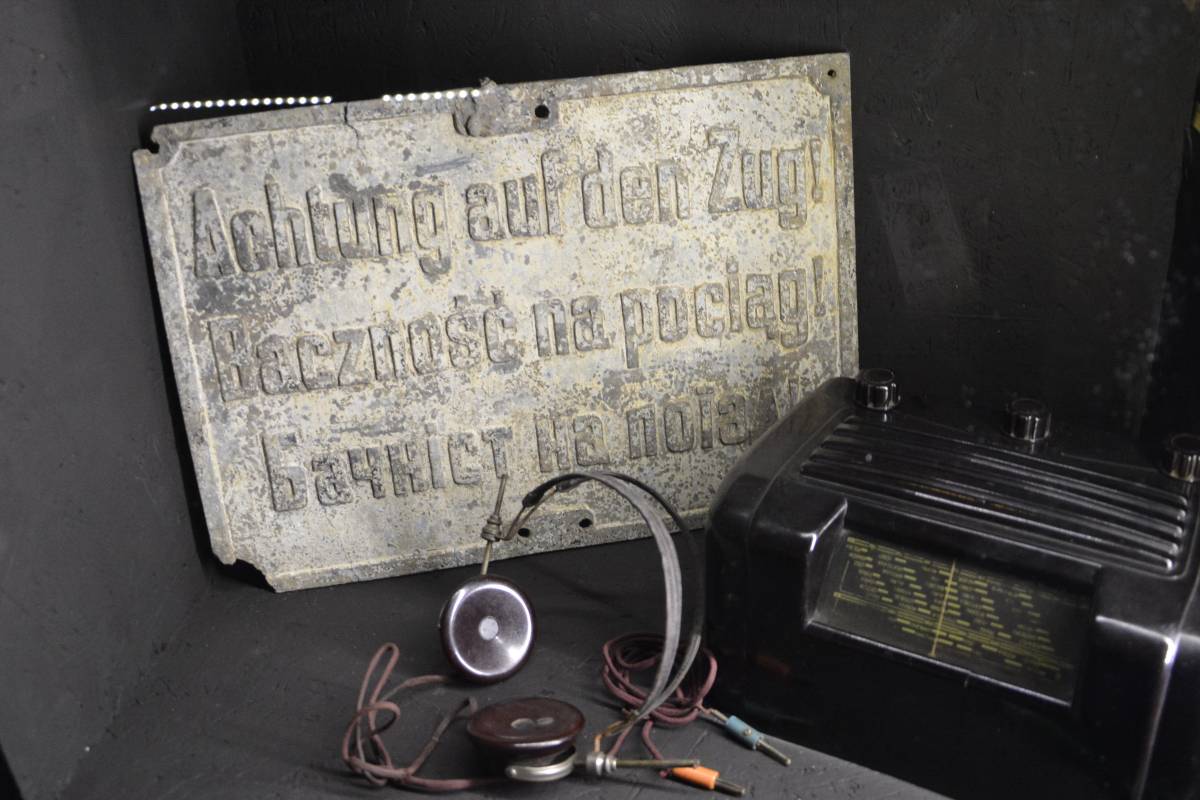 Achtung auf den Zug!
Baczność na pociąg!
Бачніст на